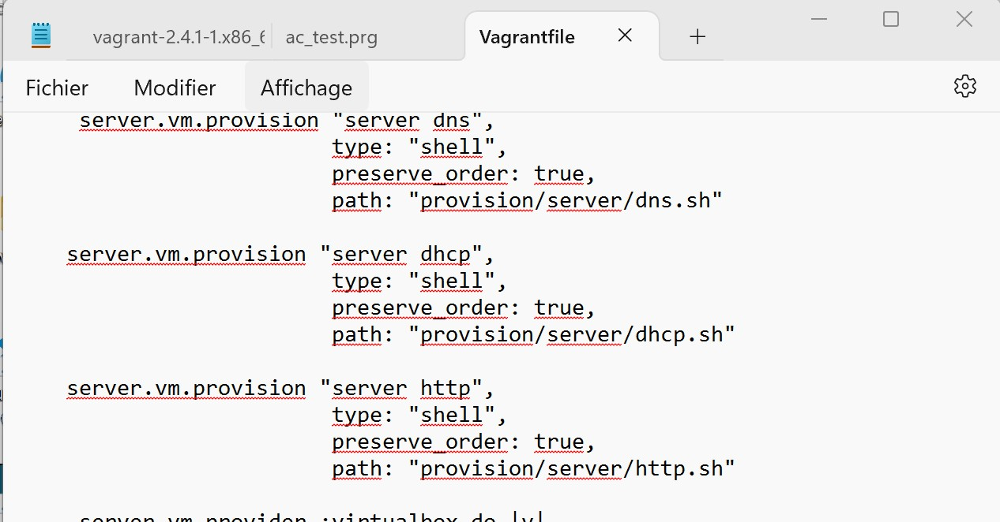 vagrant-2.4.1-1.x86_6 ac_test.prg Vagrantfile
Fichier Modifier Affichage
server.vm.provision "server dns",
type: "shell",
preserve_order: true,
path: "provision/server/dns.sh"
server.vm.provision "server dhcp",
type: "shell",
preserve_order: true,
path: "provision/server/dhcp.sh"
server.vm.provision "server http",
type: "shell",
preserve_order: true,
path: "provision/server/http.sh"
server.vm.provider :virtualbox do |v|